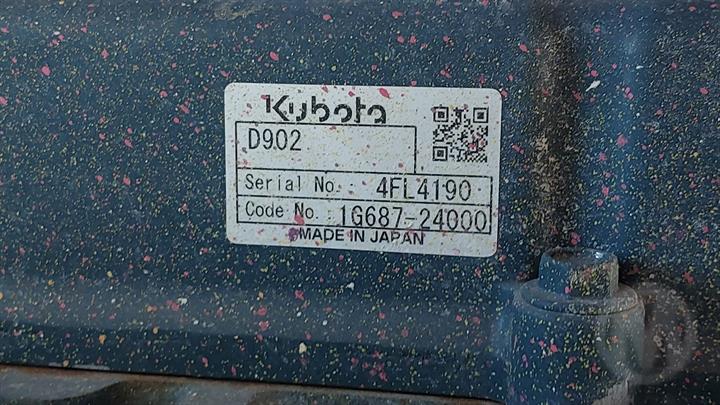 Kubota
D902
Serial No. : 4FL4190
Code No. : 1G687-24000
MADE IN JAPAN